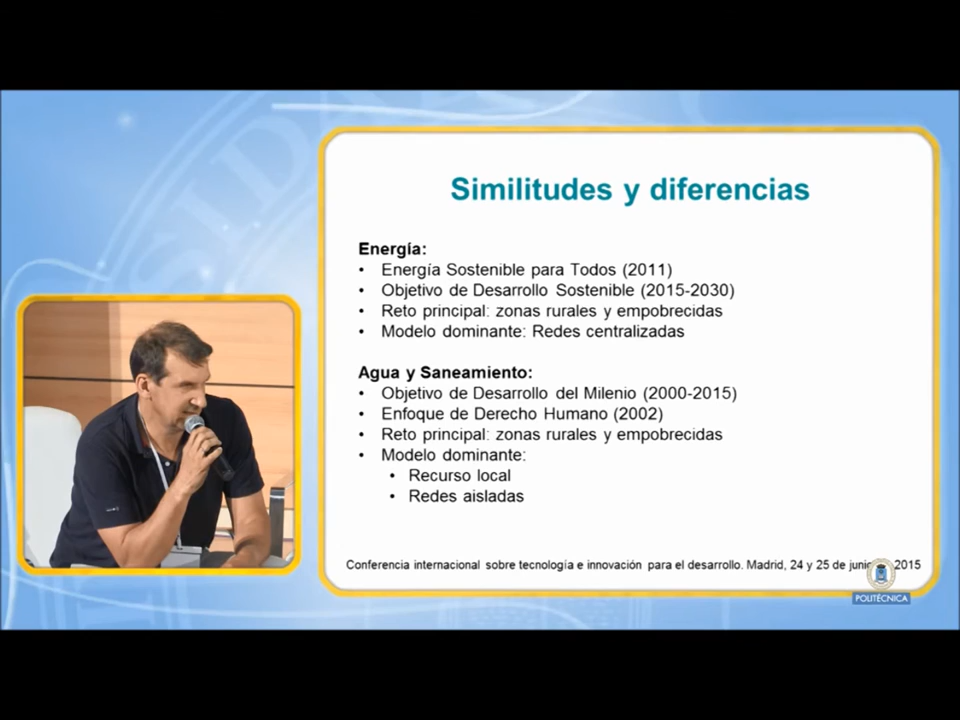 Similitudes y diferencias
Energía:
• Energía Sostenible para Todos (2011)
• Objetivo de Desarrollo Sostenible (2015-2030)
• Reto principal: zonas rurales y empobrecidas
• Modelo dominante: Redes centralizadas
Agua y Saneamiento:
• Objetivo de Desarrollo del Milenio (2000-2015)
• Enfoque de Derecho Humano (2002)
• Reto principal: zonas rurales y empobrecidas
• Modelo dominante:
• Recurso local
• Redes aisladas
Conferencia internacional sobre tecnología e innovación para el desarrollo. Madrid, 24 y 25 de 2015
POLITÉCNICA